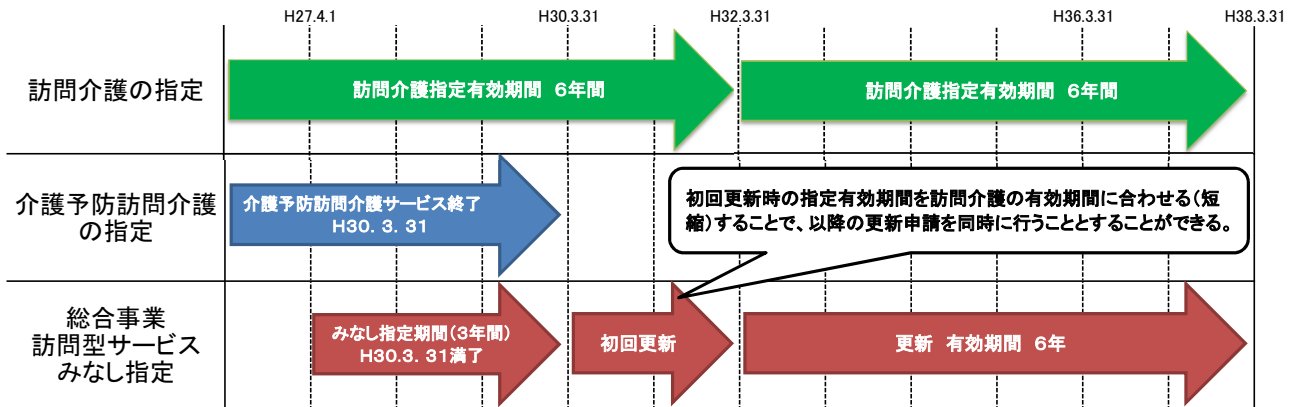 H27.4.1
H30.3.31
H32.3.31
H36.3.31
H38.3.31
訪問介護の指定
訪問介護指定有効期間 6年間
訪問介護指定有効期間 6年間
介護予防訪問介護
の指定
介護予防訪問介護サービス終了
H30. 3. 31
初回更新時の指定有効期間を訪問介護の有効期間に合わせる(短
縮)することで、以降の更新申請を同時に行うこととすることができる。
総合事業
訪問型サービス
みなし指定
みなし指定期間(3年間)
H30.3. 31満了
初回更新
更新 有効期間 6年